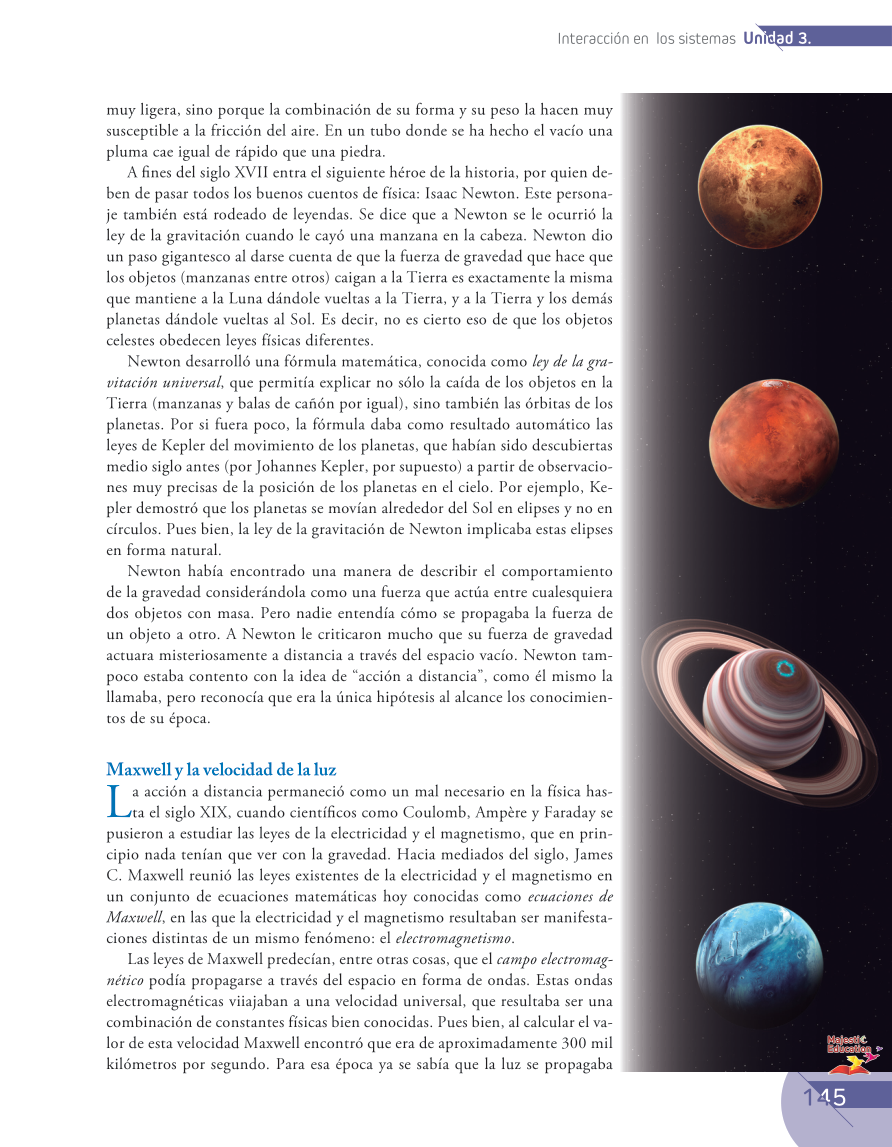 Interacción en los sistemas Unidad 3.
muy ligera, sino porque la combinación de su forma y su peso la hacen muy
susceptible a la fricción del aire. En un tubo donde se ha hecho el vacío una
pluma cae igual de rápido que una piedra.
A fines del siglo XVII entra el siguiente héroe de la historia, por quien de-
ben de pasar todos los buenos cuentos de física: Isaac Newton. Este persona-
je también está rodeado de leyendas. Se dice que a Newton se le ocurrió la
ley de la gravitación cuando le cayó una manzana en la cabeza. Newton dio
un paso gigantesco al darse cuenta de que la fuerza de gravedad que hace que
los objetos (manzanas entre otros) caigan a la Tierra es exactamente la misma
que mantiene a la Luna dándole vueltas a la Tierra, y a la Tierra y los demás
planetas dándole vueltas al Sol. Es decir, no es cierto eso de que los objetos
celestes obedecen leyes físicas diferentes.
Newton desarrolló una fórmula matemática, conocida como ley de la gra-
vitación universal, que permitía explicar no sólo la caída de los objetos en la
Tierra (manzanas y balas de cañón por igual), sino también las órbitas de los
planetas. Por si fuera poco, la fórmula daba como resultado automático las
leyes de Kepler del movimiento de los planetas, que habían sido descubiertas
medio siglo antes (por Johannes Kepler, por supuesto) a partir de observacio-
nes muy precisas de la posición de los planetas en el cielo. Por ejemplo, Ke-
pler demostró que los planetas se movían alrededor del Sol en elipses y no en
círculos. Pues bien, la ley de la gravitación de Newton implicaba estas elipses
en forma natural.
Newton había encontrado una manera de describir el comportamiento
de la gravedad considerándola como una fuerza que actúa entre cualesquiera
dos objetos con masa. Pero nadie entendía cómo se propagaba la fuerza de
un objeto a otro. A Newton le criticaron mucho que su fuerza de gravedad
actuara misteriosamente a distancia a través del espacio vacío. Newton tam-
poco estaba contento con la idea de “acción a distancia”, como él mismo la
llamaba, pero reconocía que era la única hipótesis al alcance los conocimien-
tos de su época.
Maxwell y la velocidad de la luz
La acción a distancia permaneció como un mal necesario en la física has-
ta el siglo XIX, cuando científicos como Coulomb, Ampère y Faraday se
pusieron a estudiar las leyes de la electricidad y el magnetismo, que en prin-
cipio nada tenían que ver con la gravedad. Hacia mediados del siglo, James
C. Maxwell reunió las leyes existentes de la electricidad y el magnetismo en
un conjunto de ecuaciones matemáticas hoy conocidas como ecuaciones de
Maxwell, en las que la electricidad y el magnetismo resultaban ser manifesta-
ciones distintas de un mismo fenómeno: el electromagnetismo.
Las leyes de Maxwell predecían, entre otras cosas, que el campo electromag-
nético podía propagarse a través del espacio en forma de ondas. Estas ondas
electromagnéticas viiajaban a una velocidad universal, que resultaba ser una
combinación de constantes físicas bien conocidas. Pues bien, al calcular el va-
lor de esta velocidad Maxwell encontró que era de aproximadamente 300 mil
kilómetros por segundo. Para esa época ya se sabía que la luz se propagaba
Majestic
Education
145